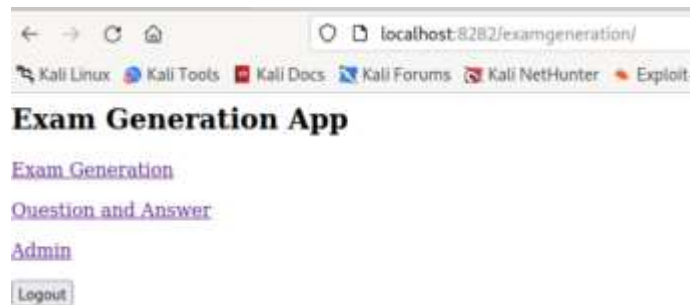 localhost:8282/examgeneration/
Kali Linux Kali Tools Kali Docs Kali Forums Kali NetHunter Exploit
Exam Generation App
Exam Generation
Question and Answer
Admin
Logout